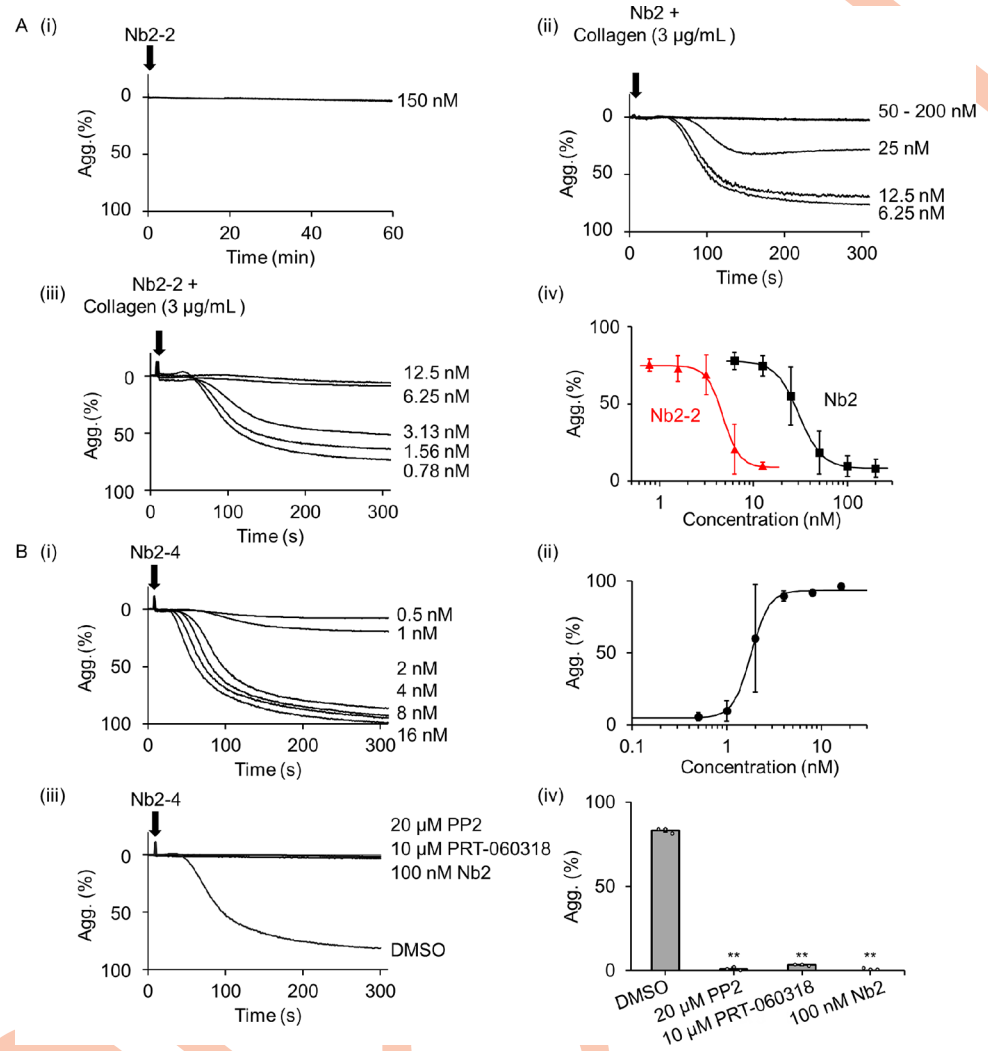 A (i)
Nb2-2
0
50
100
Agg.(%)
150 nM
0 20 40 60
Time (min)
(ii)
Nb2 +
Collagen (3 µg/mL )
0
50
100
Agg.(%)
50 - 200 nM
25 nM
12.5 nM
6.25 nM
0 100 200 300
Time (s)
(iii)
Nb2-2 +
Collagen (3 µg/mL )
0
50
100
Agg.(%)
12.5 nM
6.25 nM
3.13 nM
1.56 nM
0.78 nM
0 100 200 300
Time (s)
(iv)
100
50
0
Agg.(%)
Nb2-2
Nb2
1 10 100
Concentration (nM)
B (i)
Nb2-4
0
50
100
Agg.(%)
0.5 nM
1 nM
2 nM
4 nM
8 nM
16 nM
0 100 200 300
Time (s)
(ii)
100
50
0
Agg. (%)
0.1 1 10
Concentration (nM)
(iii)
Nb2-4
0
50
100
Agg. (%)
20 µM PP2
10 µM PRT-060318
100 nM Nb2
DMSO
0 100 200 300
Time (s)
(iv)
100
50
0
Agg. (%)
** ** **
DMSO
20 µM PP2
10 µM PRT-060318
100 nM Nb2